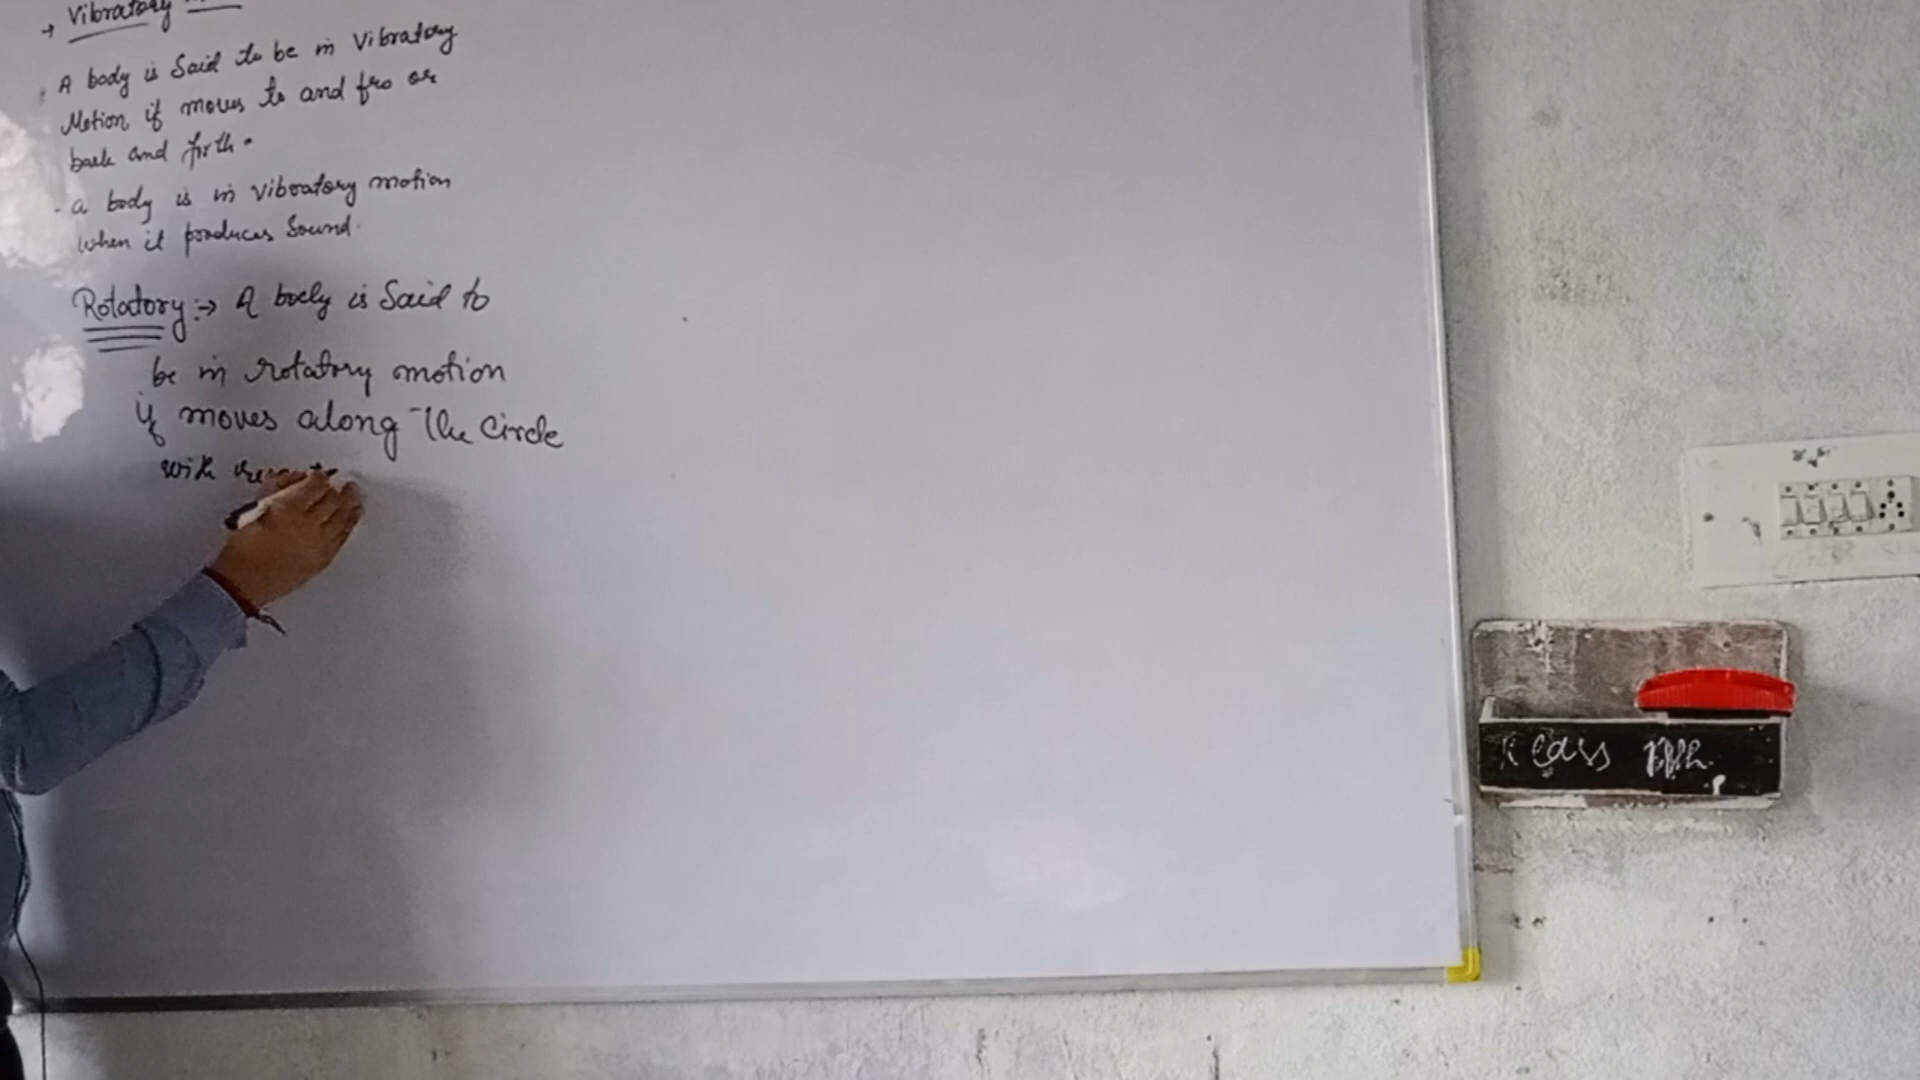 → Vibratory
A body is Said to be in Vibratory
Motion if moves to and fro or
back and forth.
- a body is in vibratory motion
when it produces Sound.
Rotatory :→ A body is Said to
be in rotatory motion
if moves along the Circle
with
Class